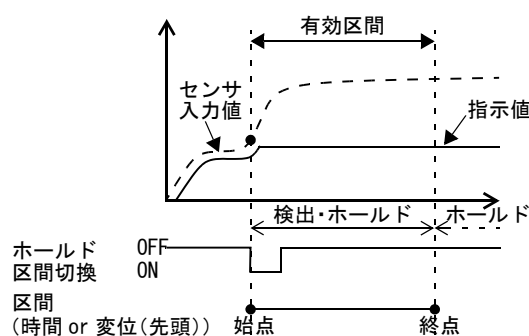 有効区間
センサ
入力値
指示値
検出・ホールド
ホールド
ホールド OFF
区間切換 ON
区間
(時間 or 変位(先頭)) 始点 終点